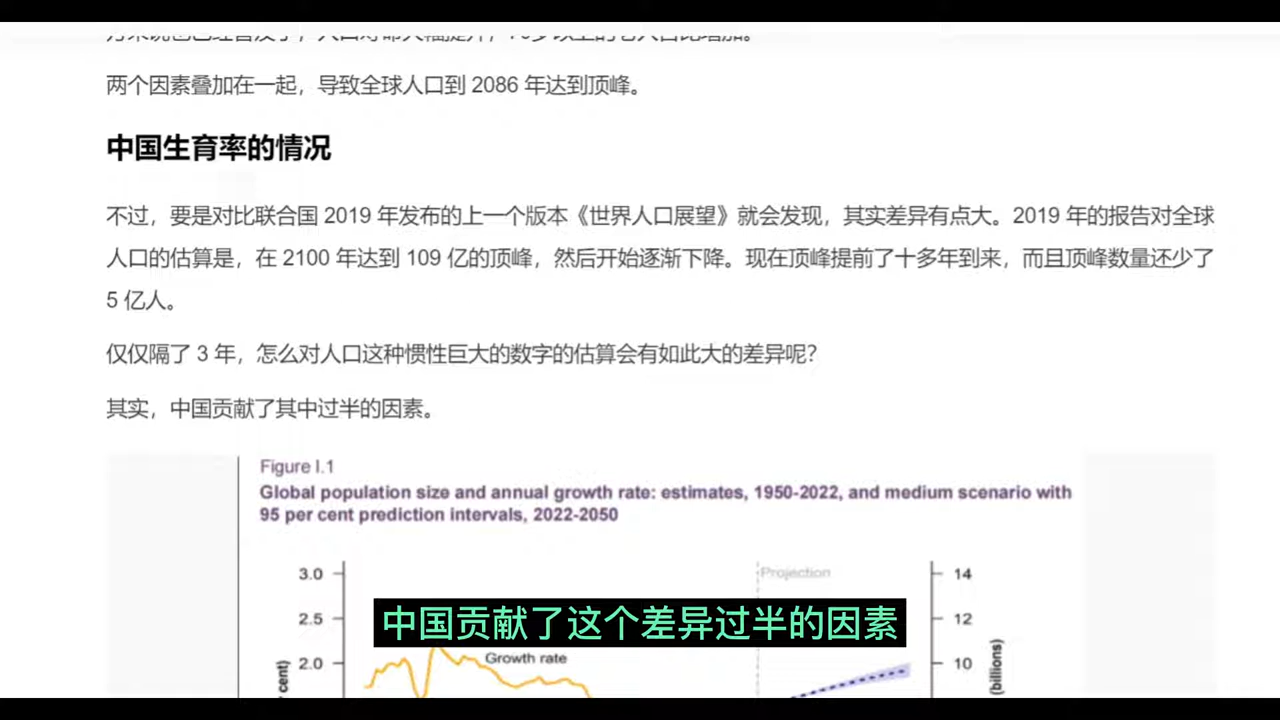 两个因素叠加在一起，导致全球人口到 2086 年达到顶峰。
中国生育率的情况
不过，要是对比联合国 2019 年发布的上一个版本《世界人口展望》就会发现，其实差异有点大。2019 年的报告对全球
人口的估算是，在 2100 年达到 109 亿的顶峰，然后开始逐渐下降。现在顶峰提前了十多年到来，而且顶峰数量还少了
5 亿人。
仅仅隔了 3 年，怎么对人口这种惯性巨大的数字的估算会有如此大的差异呢？
其实，中国贡献了其中过半的因素。
Figure I.1
Global population size and annual growth rate: estimates, 1950-2022, and medium scenario with
95 per cent prediction intervals, 2022-2050
3.0
Projection
14
2.5
12
中国贡献了这个差异过半的因素
2.0
Growth rate
10
cent)
(billions)